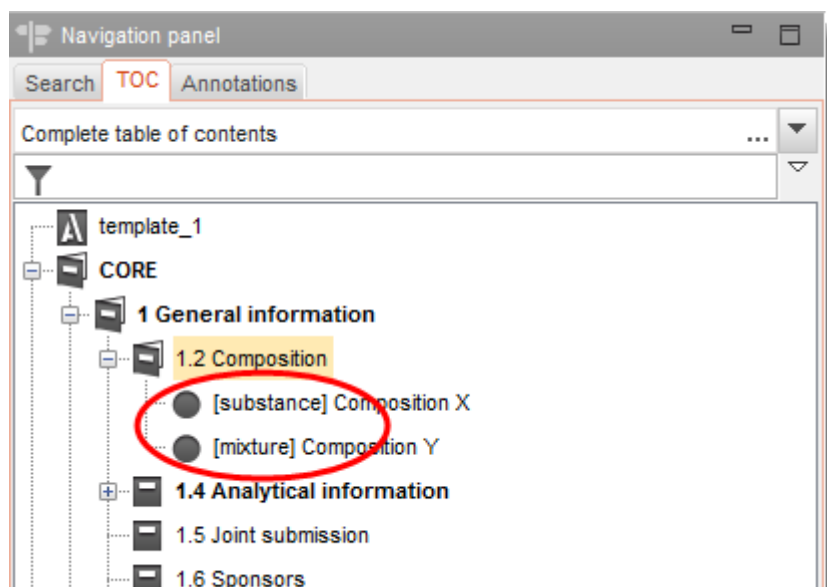 Navigation panel
Search TOC Annotations
Complete table of contents ...
template_1
CORE
1 General information
1.2 Composition
[substance] Composition X
[mixture] Composition Y
1.4 Analytical information
1.5 Joint submission
1.6 Sponsors